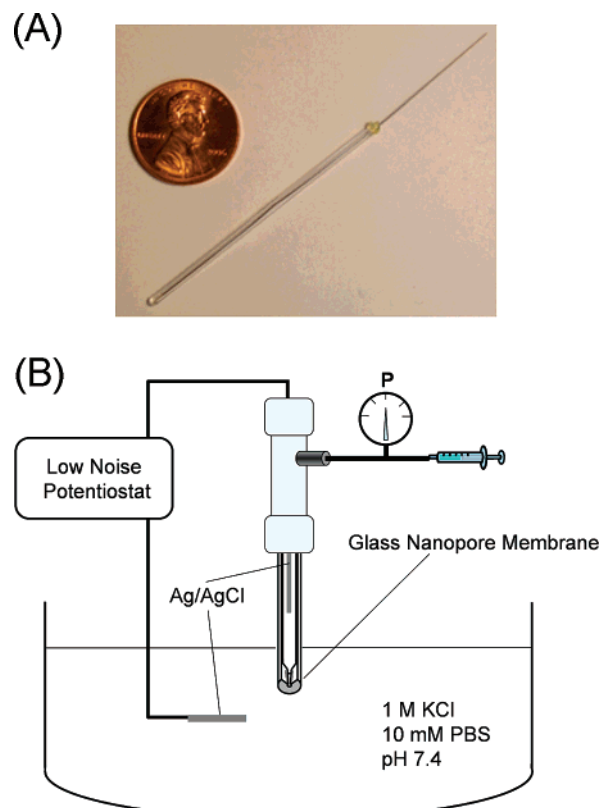 (A)
(B)
P
Low Noise
Potentiostat
Glass Nanopore Membrane
Ag/AgCl
1 M KCl
10 mM PBS
pH 7.4